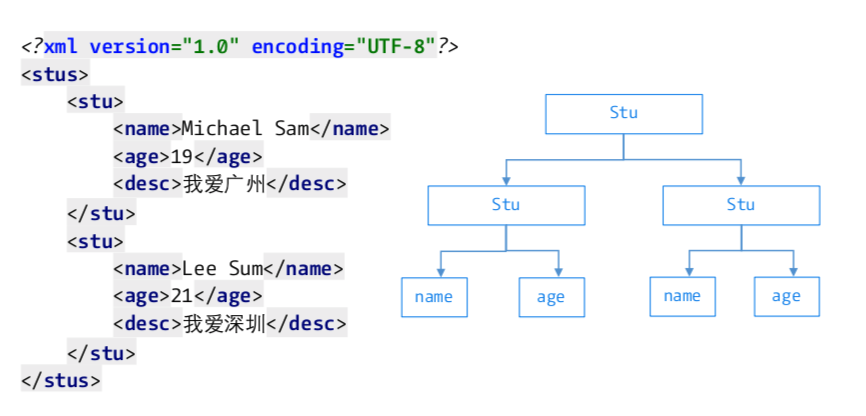 <?xml version="1.0" encoding="UTF-8"?>
<stus>
<stu>
<name>Michael Sam</name>
<age>19</age>
<desc>我爱广州</desc>
</stu>
<stu>
<name>Lee Sum</name>
<age>21</age>
<desc>我爱深圳</desc>
</stu>
</stus>
Stu
Stu
Stu
name
age
name
age